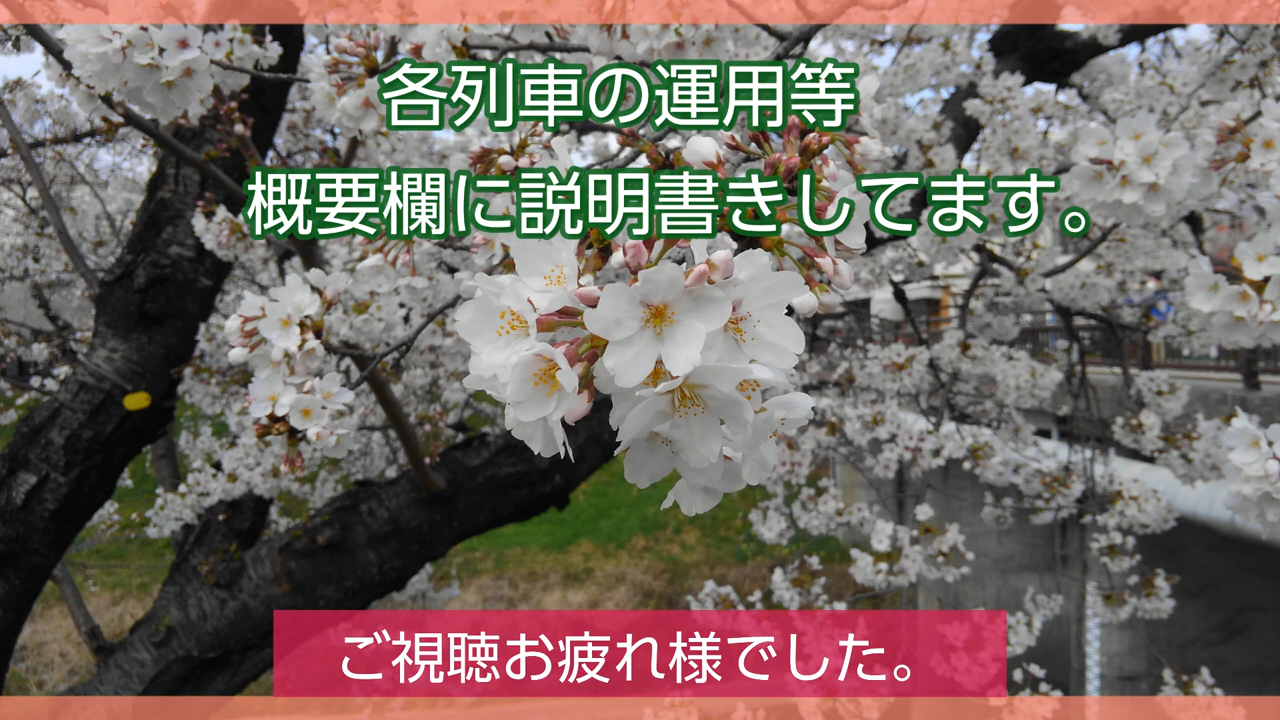 各列車の運用等
概要欄に説明書きしてます。
ご視聴お疲れ様でした。